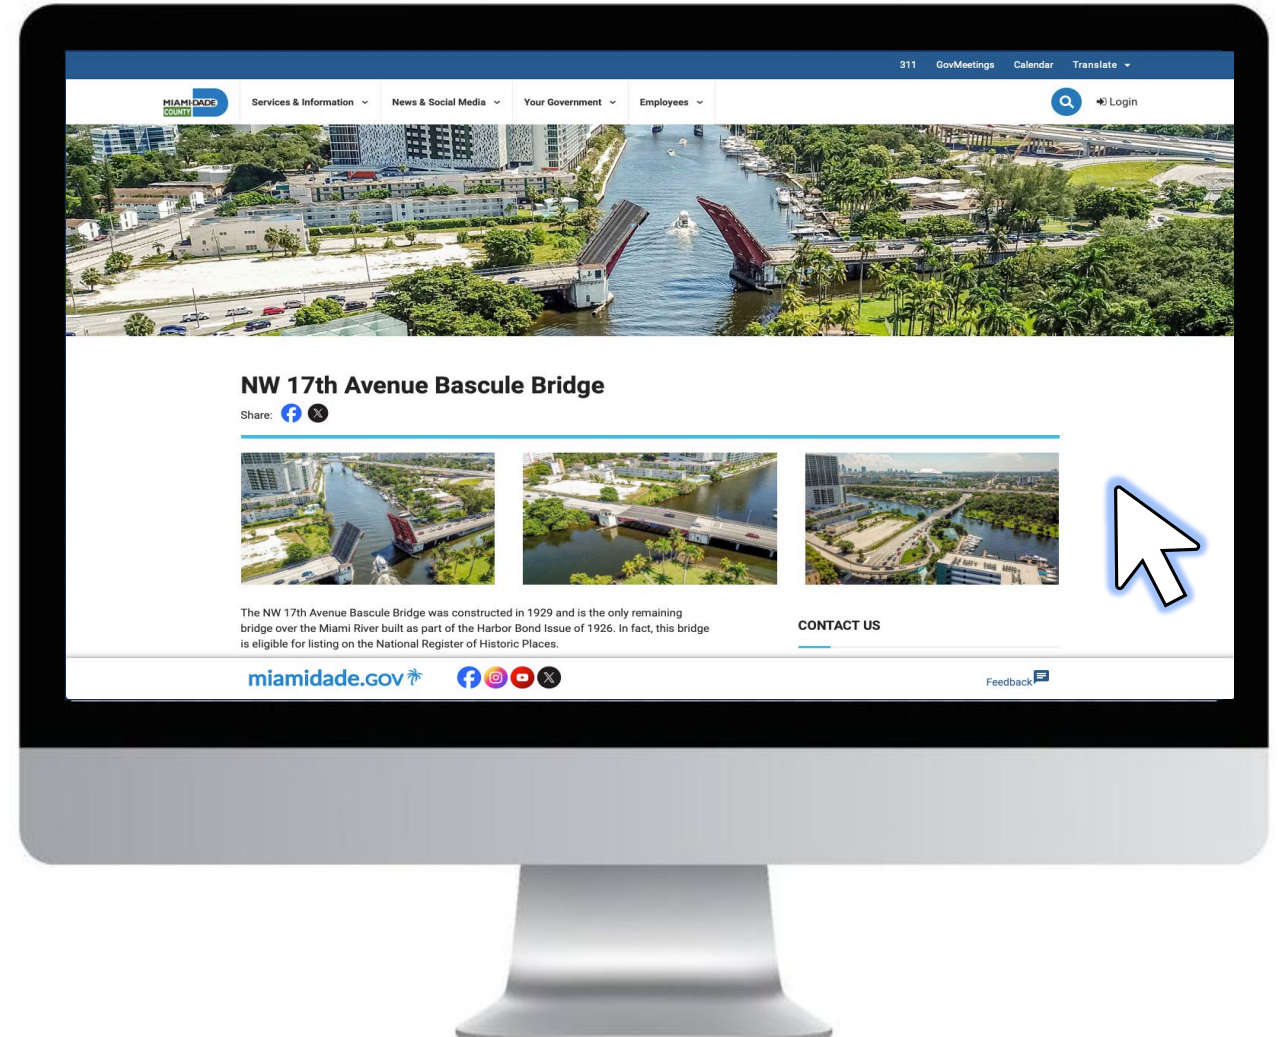 311 GovMeetings Calendar Translate
MIAMI-DADE
COUNTY
Services & Information News & Social Media Your Government Employees Login
NW 17th Avenue Bascule Bridge
Share:
The NW 17th Avenue Bascule Bridge was constructed in 1929 and is the only remaining
bridge over the Miami River built as part of the Harbor Bond Issue of 1926. In fact, this bridge
is eligible for listing on the National Register of Historic Places.
CONTACT US
miamidade.gov
Feedback